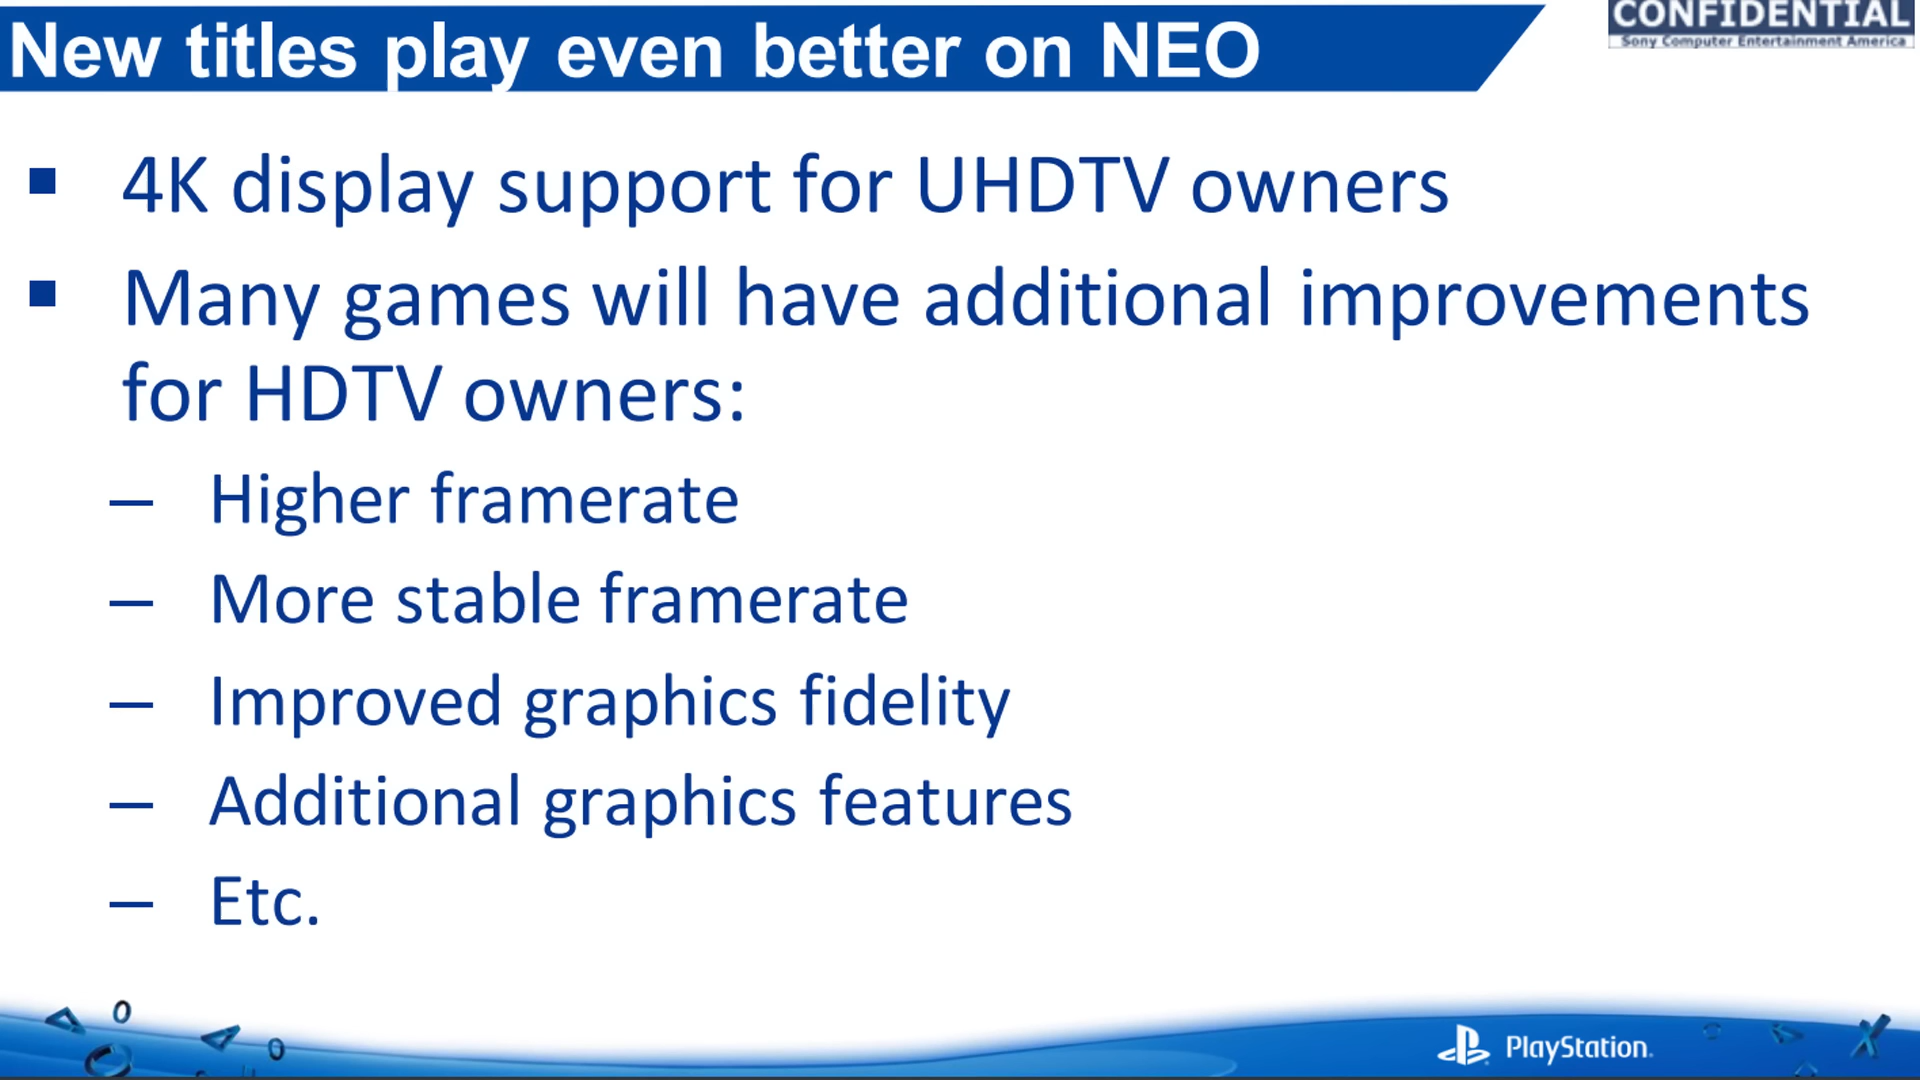 New titles play even better on NEO
CONFIDENTIAL
Sony Computer Entertainment America
▪ 4K display support for UHDTV owners
▪ Many games will have additional improvements
for HDTV owners:
– Higher framerate
– More stable framerate
– Improved graphics fidelity
– Additional graphics features
– Etc.
PlayStation.